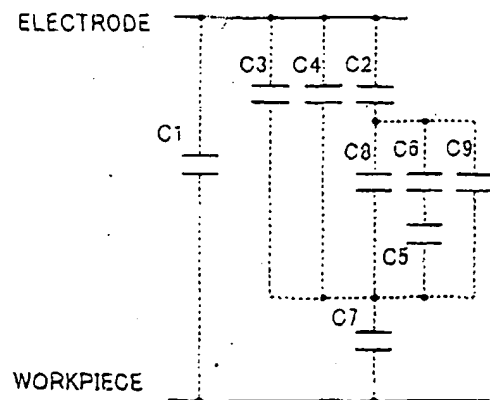 ELECTRODE
C3 C4 C2
C1
C8 C6 C9
C5
C7
WORKPIECE